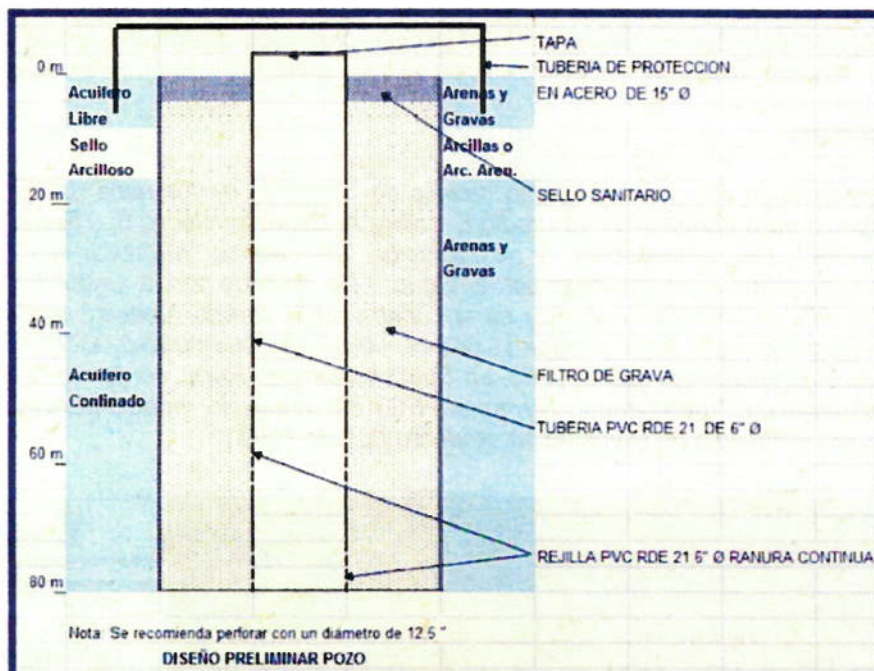 TAPA
0 m
TUBERIA DE PROTECCION
EN ACERO DE 15" Ø
Acuifero
Libre
Sello
Arcilloso
Arenas y
Gravas
Arcillas o
Arc. Aren.
20 m
SELLO SANITARIO
Arenas y
Gravas
40 m
FILTRO DE GRAVA
Acuifero
Confinado
TUBERIA PVC RDE 21 DE 6" Ø
60 m
REJILLA PVC RDE 21 6" Ø RANURA CONTINUA
80 m
Nota: Se recomienda perforar con un diámetro de 12.5 "
DISEÑO PRELIMINAR POZO